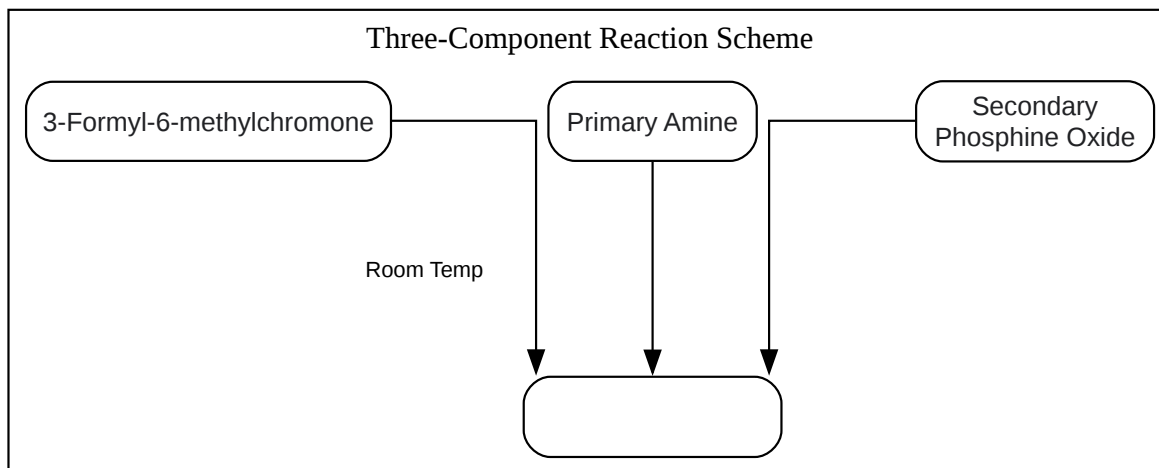 Three-Component Reaction Scheme
3-Formyl-6-methylchromone
Primary Amine
Secondary
Phosphine Oxide
Room Temp